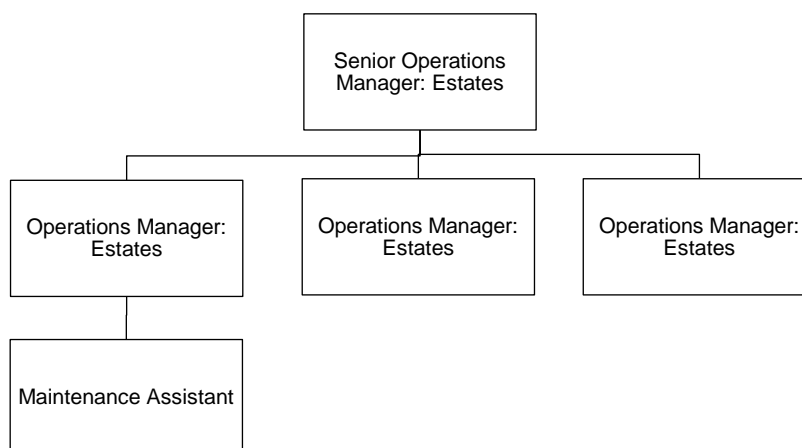 Senior Operations
Manager: Estates
Operations Manager:
Estates
Operations Manager:
Estates
Operations Manager:
Estates
Maintenance Assistant